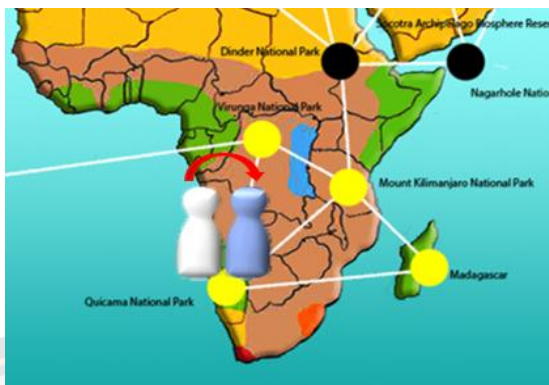 Socotra Archipelago Biosphere Rese
Dinder National Park
Nagarhole Natio
Virunga National Park
Mount Kilimanjaro National Park
Madagascar
Quicama National Park